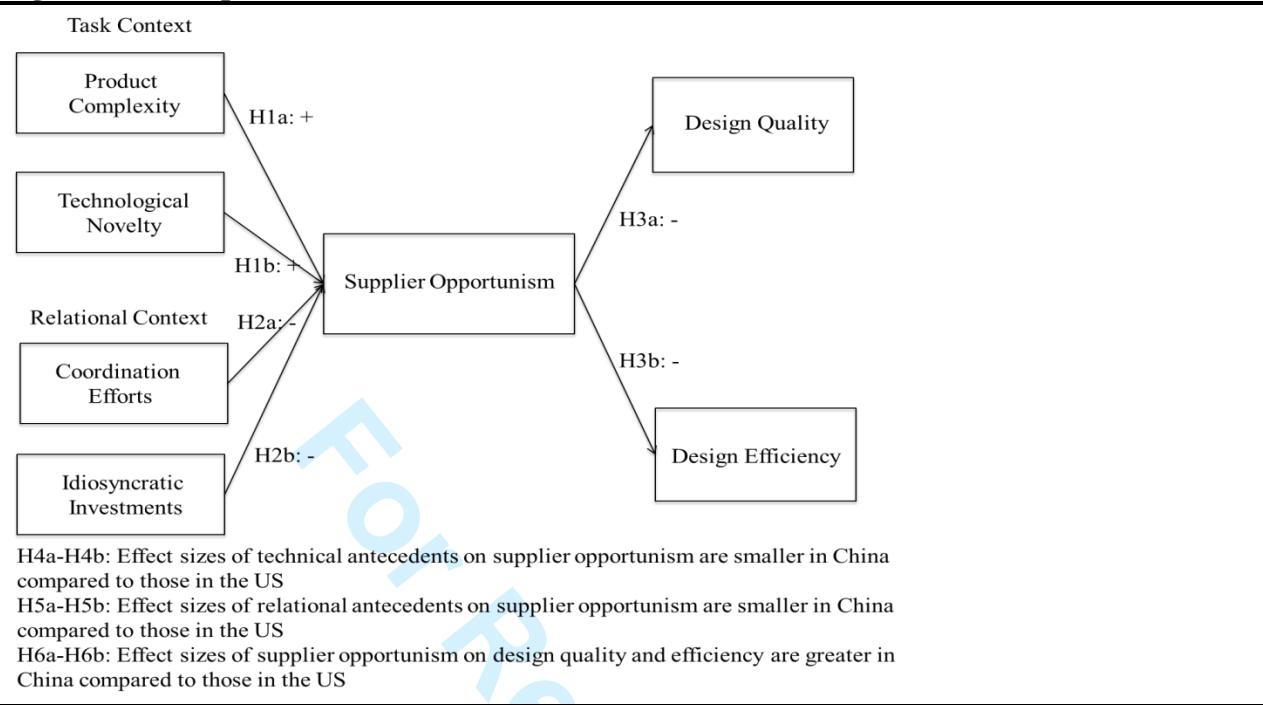 Task Context
Product
Complexity
H1a: +
Technological
Novelty
H1b: +
Relational Context
H2a: -
Coordination
Efforts
H2b: -
Idiosyncratic
Investments
Supplier Opportunism
Design Quality
H3a: -
H3b: -
Design Efficiency
H4a-H4b: Effect sizes of technical antecedents on supplier opportunism are smaller in China
compared to those in the US
H5a-H5b: Effect sizes of relational antecedents on supplier opportunism are smaller in China
compared to those in the US
H6a-H6b: Effect sizes of supplier opportunism on design quality and efficiency are greater in
China compared to those in the US
For Re